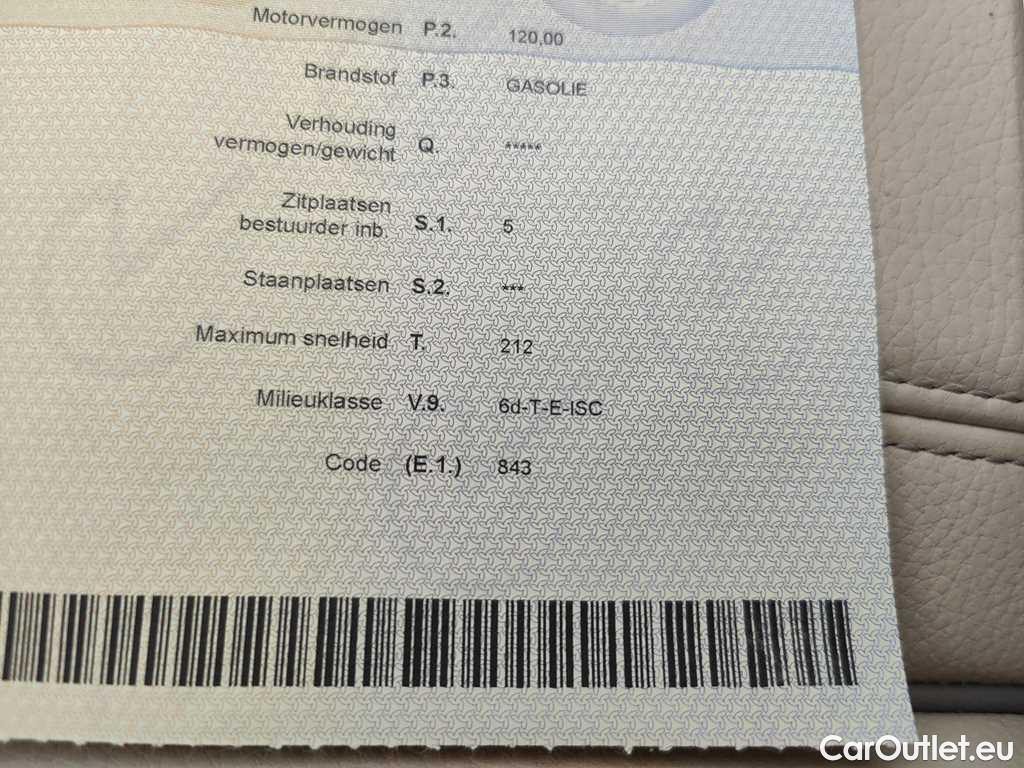 Motorvermogen P.2. 120,00
Brandstof P.3. GASOLIE
Verhouding
vermogen/gewicht Q. *****
Zitplaatsen
bestuurder inb. S.1. 5
Staanplaatsen S.2. ***
Maximum snelheid T. 212
Milieuklasse V.9. 6d-T-E-ISC
Code (E.1.) 843
CarOutlet.eu